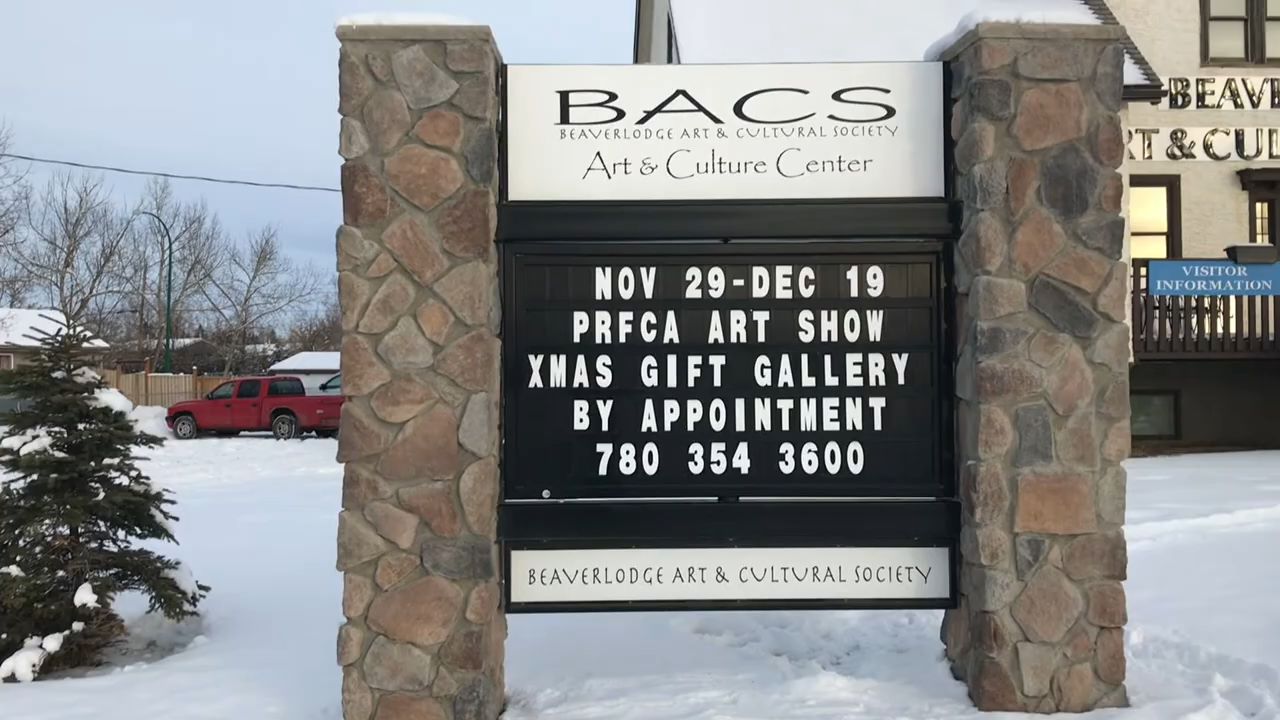 BACS
BEAVERLODGE ART & CULTURAL SOCIETY
Art & Culture Center
NOV 29-DEC 19
PRFCA ART SHOW
XMAS GIFT GALLERY
BY APPOINTMENT
780 354 3600
BEAVERLODGE ART & CULTURAL SOCIETY
BEAV
RT & CU
VISITOR
INFORMATION